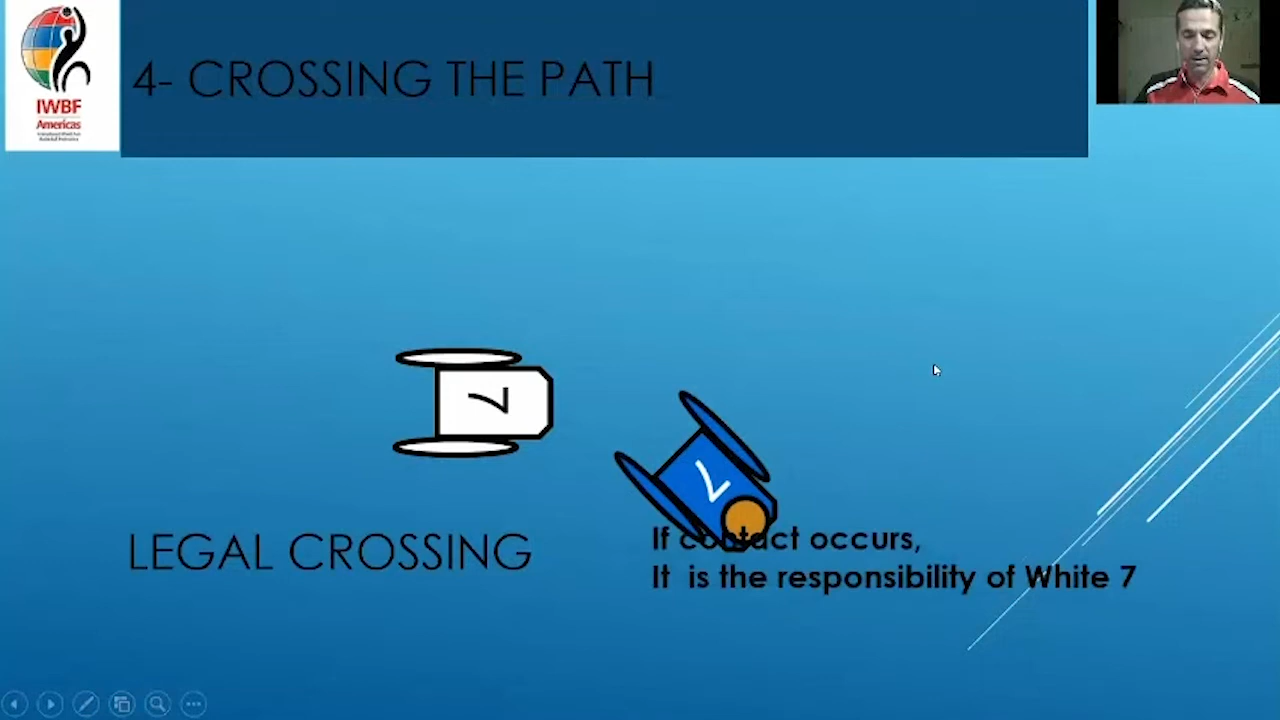 4- CROSSING THE PATH
IWBF
Americas
7
7
LEGAL CROSSING
If contact occurs,
It is the responsibility of White 7